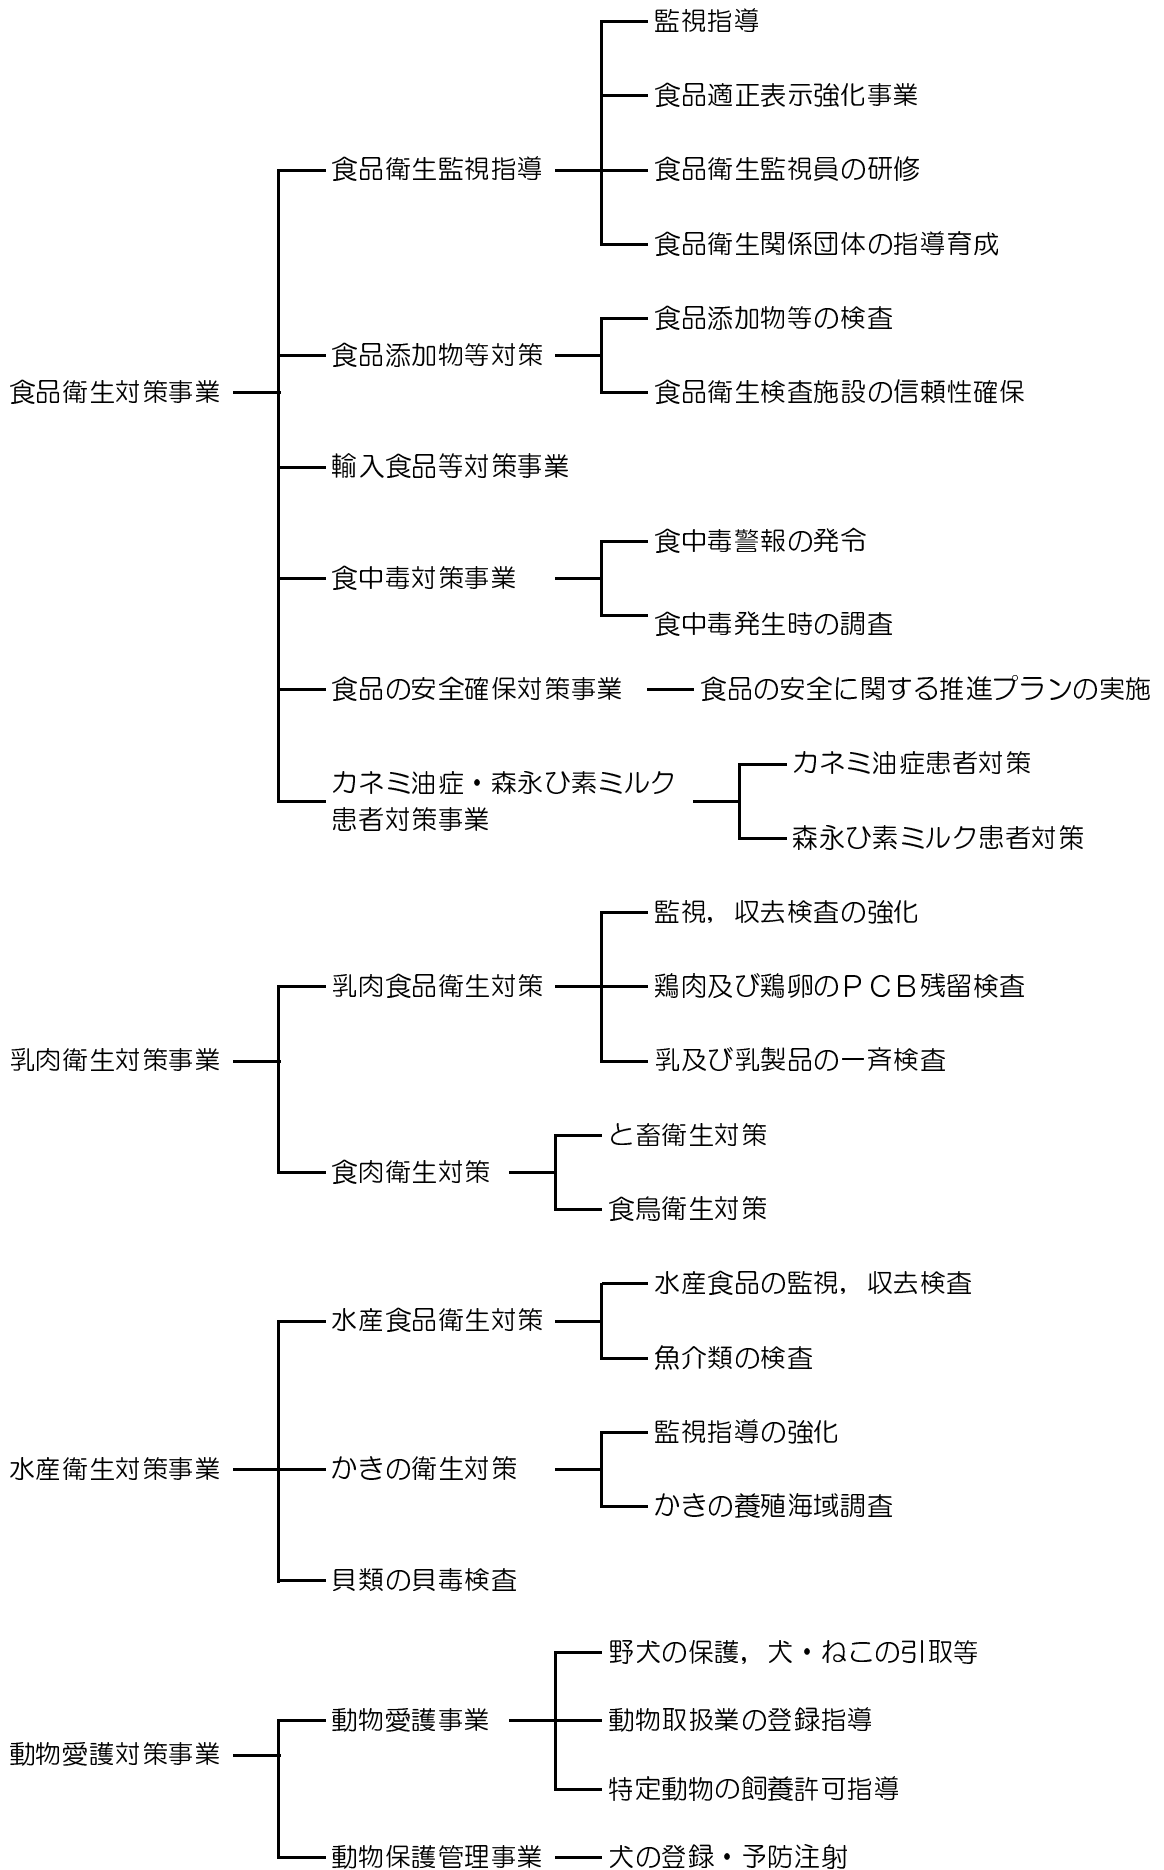 監視指導
食品適正表示強化事業
食品衛生監視指導
食品衛生監視員の研修
食品衛生関係団体の指導育成
食品添加物等の検査
食品添加物等対策
食品衛生対策事業
食品衛生検査施設の信頼性確保
輸入食品等対策事業
食中毒警報の発令
食中毒対策事業
食中毒発生時の調査
食品の安全確保対策事業
食品の安全に関する推進プランの実施
カネミ油症患者対策
カネミ油症・森永ひ素ミルク
患者対策事業
森永ひ素ミルク患者対策
監視，収去検査の強化
乳肉食品衛生対策
鶏肉及び鶏卵のＰＣＢ残留検査
乳肉衛生対策事業
乳及び乳製品の一斉検査
と畜衛生対策
食肉衛生対策
食鳥衛生対策
水産食品の監視，収去検査
水産食品衛生対策
魚介類の検査
監視指導の強化
水産衛生対策事業
かきの衛生対策
かきの養殖海域調査
貝類の貝毒検査
野犬の保護，犬・ねこの引取等
動物愛護事業
動物取扱業の登録指導
動物愛護対策事業
特定動物の飼養許可指導
動物保護管理事業
犬の登録・予防注射